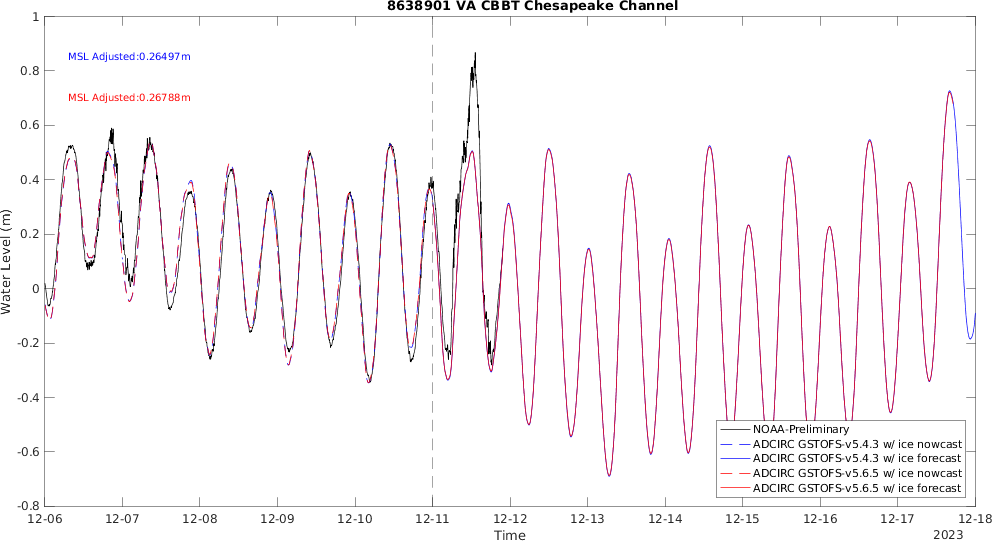 8638901 VA CBBT Chesapeake Channel
1
0.8
0.6
0.4
0.2
0
-0.2
-0.4
-0.6
-0.8
Water Level (m)
MSL Adjusted:0.26497m
MSL Adjusted:0.26788m
NOAA-Preliminary
ADCIRC GSTOFS-v5.4.3 w/ ice nowcast
ADCIRC GSTOFS-v5.4.3 w/ ice forecast
ADCIRC GSTOFS-v5.6.5 w/ ice nowcast
ADCIRC GSTOFS-v5.6.5 w/ ice forecast
12-06 12-07 12-08 12-09 12-10 12-11 12-12 12-13 12-14 12-15 12-16 12-17 12-18
Time
2023